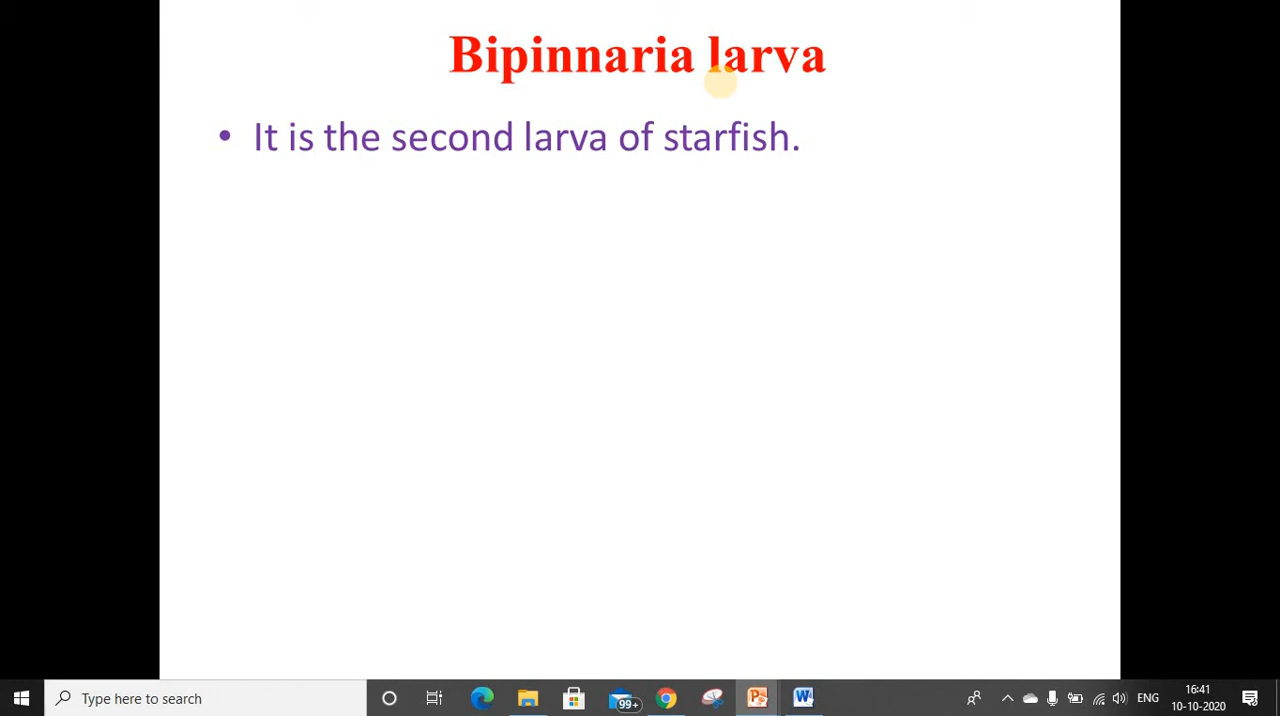 Bipinnaria larva
• It is the second larva of starfish.
Type here to search
99+
ENG
16:41
10-10-2020